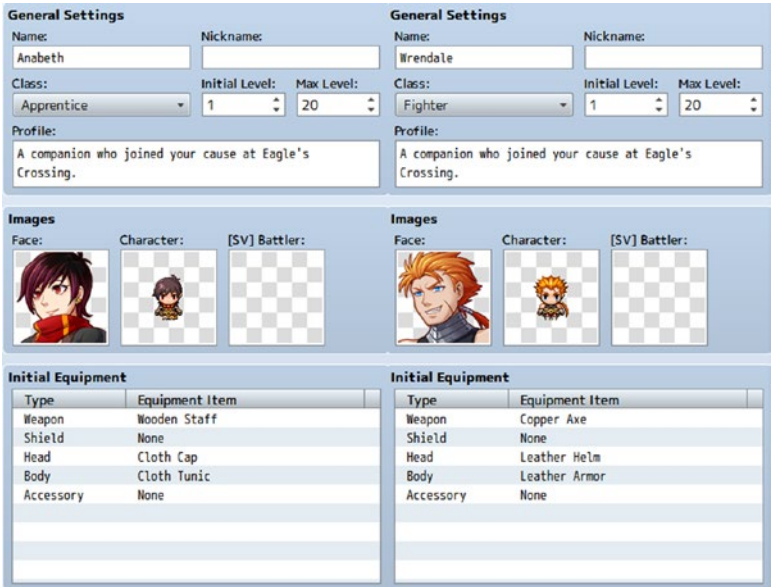 General Settings
Name: Nickname:
Anabeth
Class: Initial Level: Max Level:
Apprentice 1 20
Profile:
A companion who joined your cause at Eagle's
Crossing.
Images
Face: Character: [SV] Battler:
Initial Equipment
Type Equipment Item
Weapon Wooden Staff
Shield None
Head Cloth Cap
Body Cloth Tunic
Accessory None
General Settings
Name: Nickname:
Wrendale
Class: Initial Level: Max Level:
Fighter 1 20
Profile:
A companion who joined your cause at Eagle's
Crossing.
Images
Face: Character: [SV] Battler:
Initial Equipment
Type Equipment Item
Weapon Copper Axe
Shield None
Head Leather Helm
Body Leather Armor
Accessory None